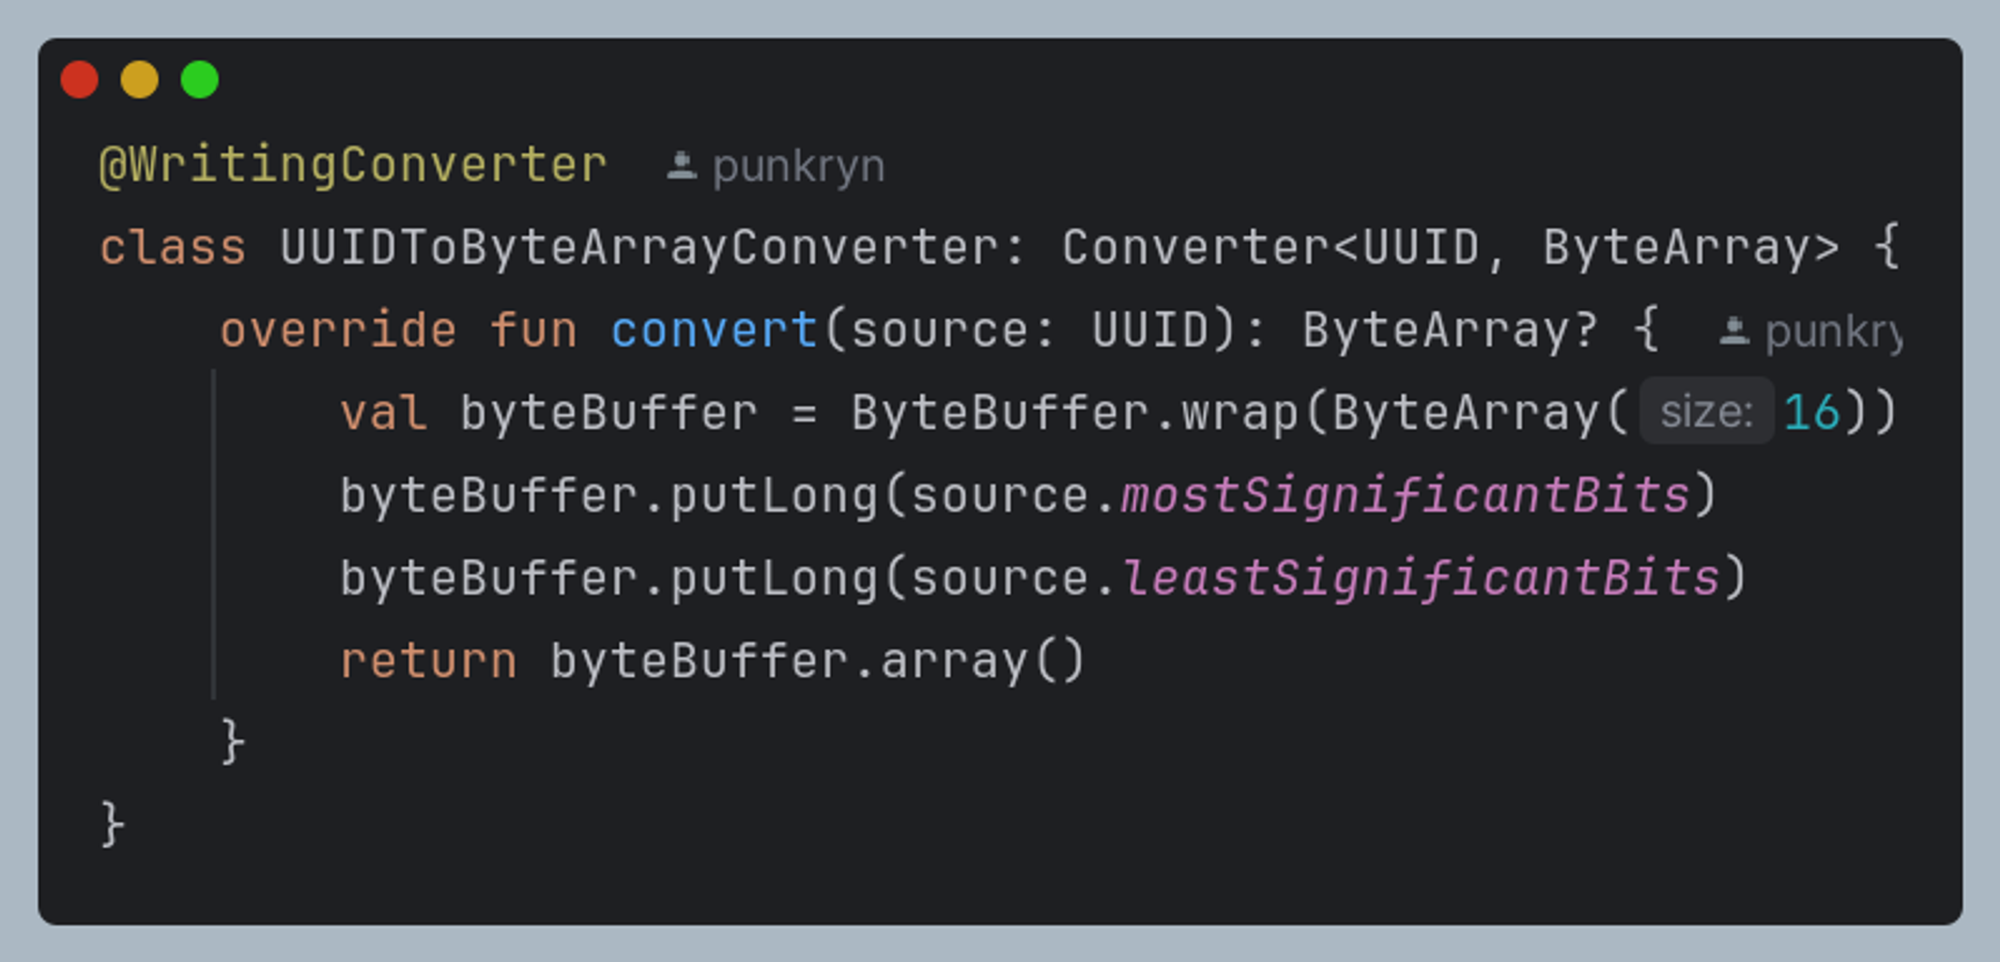 @WritingConverter punkryn
class UUIDToByteArrayConverter: Converter<UUID, ByteArray> {
override fun convert(source: UUID): ByteArray? { punkry
val byteBuffer = ByteBuffer.wrap(ByteArray( size: 16))
byteBuffer.putLong(source.mostSignificantBits)
byteBuffer.putLong(source.leastSignificantBits)
return byteBuffer.array()
}
}